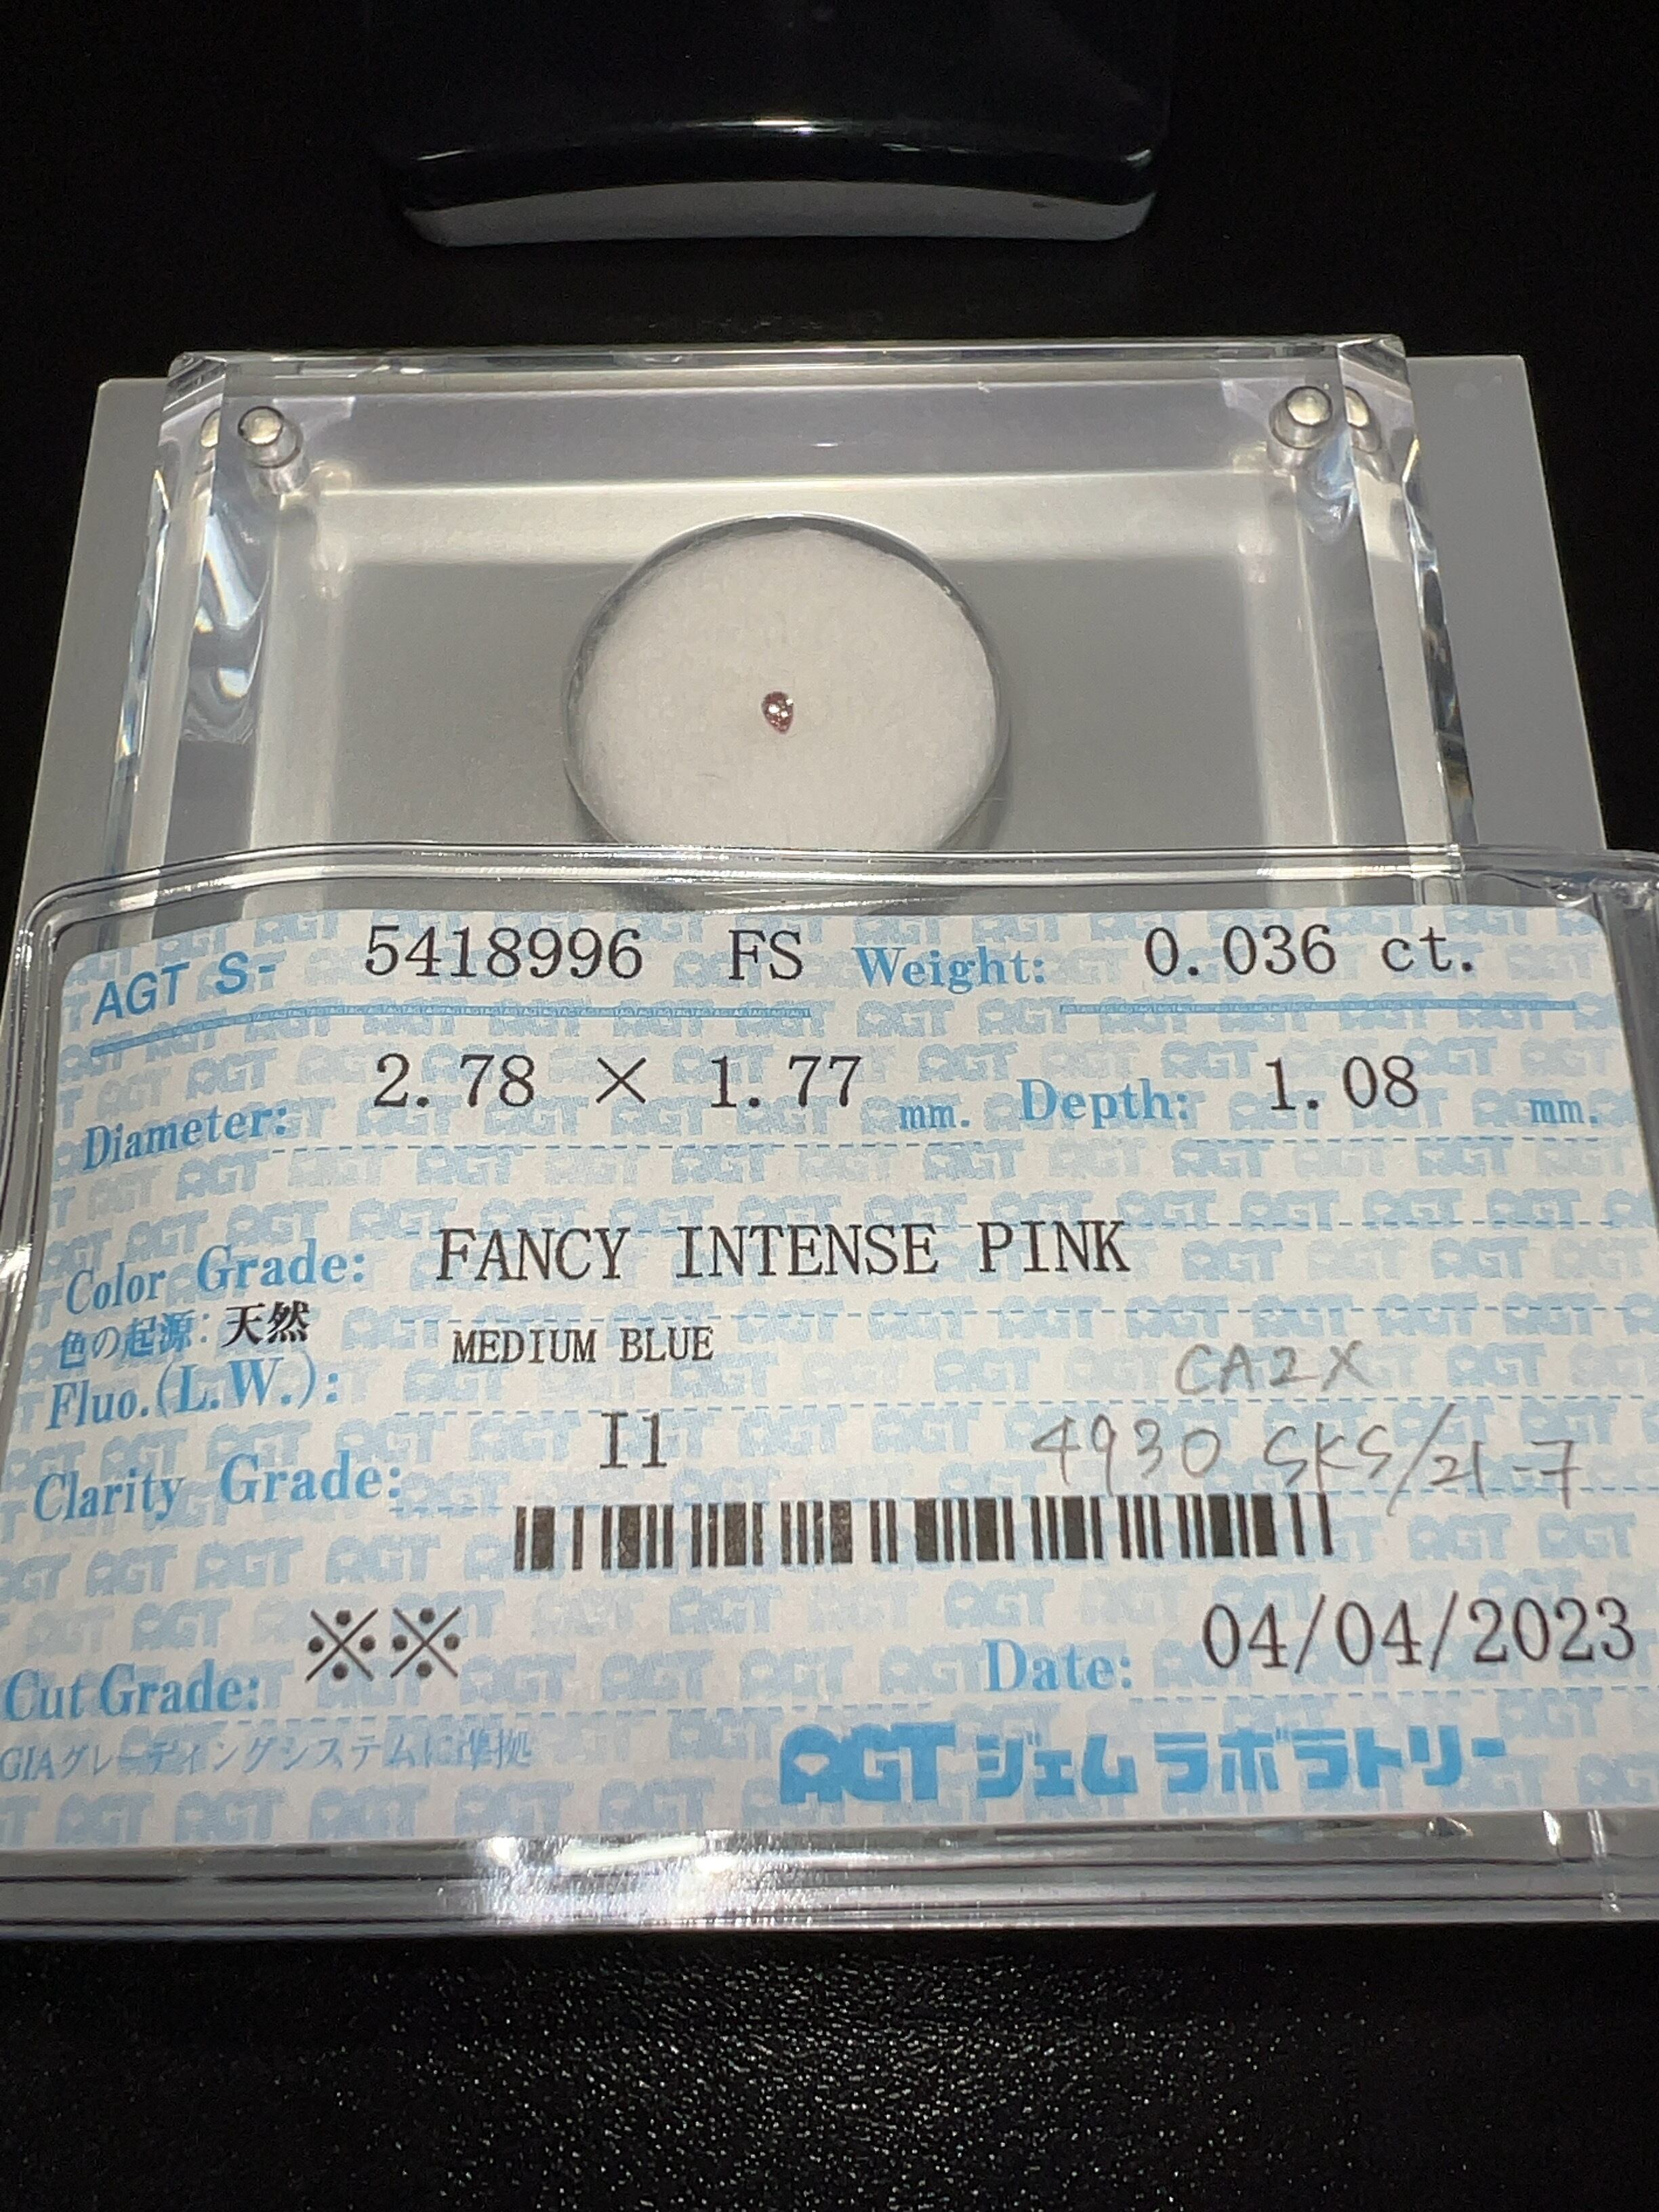 AGT S- 5418996 FS Weight: 0.036 ct.
Diameter: 2.78 × 1.77 mm. Depth: 1.08 mm.
Color Grade: FANCY INTENSE PINK
色の起源: 天然
Fluo.(L.W.): MEDIUM BLUE CA2X
Clarity Grade: I1 4930 SKS/21-7
Cut Grade: ※※ Date: 04/04/2023
GIAグレーディングシステムに準拠
AGT ジェム ラボラトリー